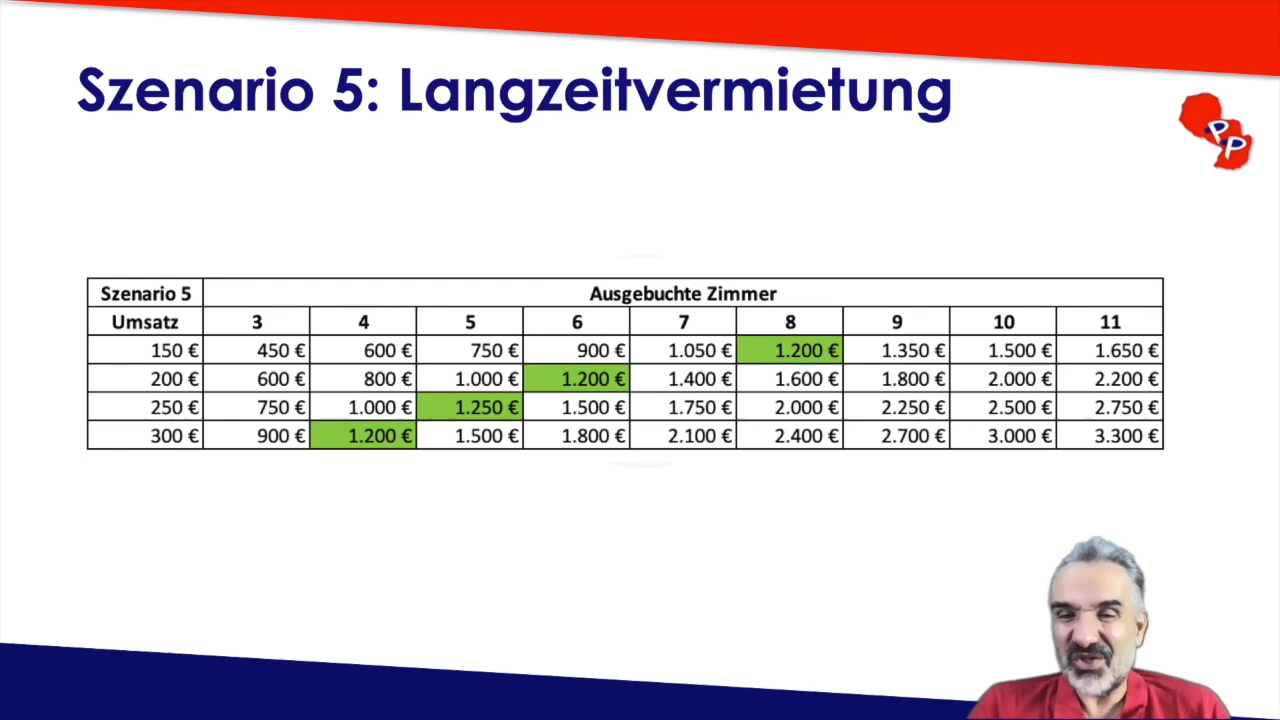 Szenario 5: Langzeitvermietung
PP
Szenario 5 Ausgebuchte Zimmer
Umsatz 3 4 5 6 7 8 9 10 11
150 € 450 € 600 € 750 € 900 € 1.050 € 1.200 € 1.350 € 1.500 € 1.650 €
200 € 600 € 800 € 1.000 € 1.200 € 1.400 € 1.600 € 1.800 € 2.000 € 2.200 €
250 € 750 € 1.000 € 1.250 € 1.500 € 1.750 € 2.000 € 2.250 € 2.500 € 2.750 €
300 € 900 € 1.200 € 1.500 € 1.800 € 2.100 € 2.400 € 2.700 € 3.000 € 3.300 €